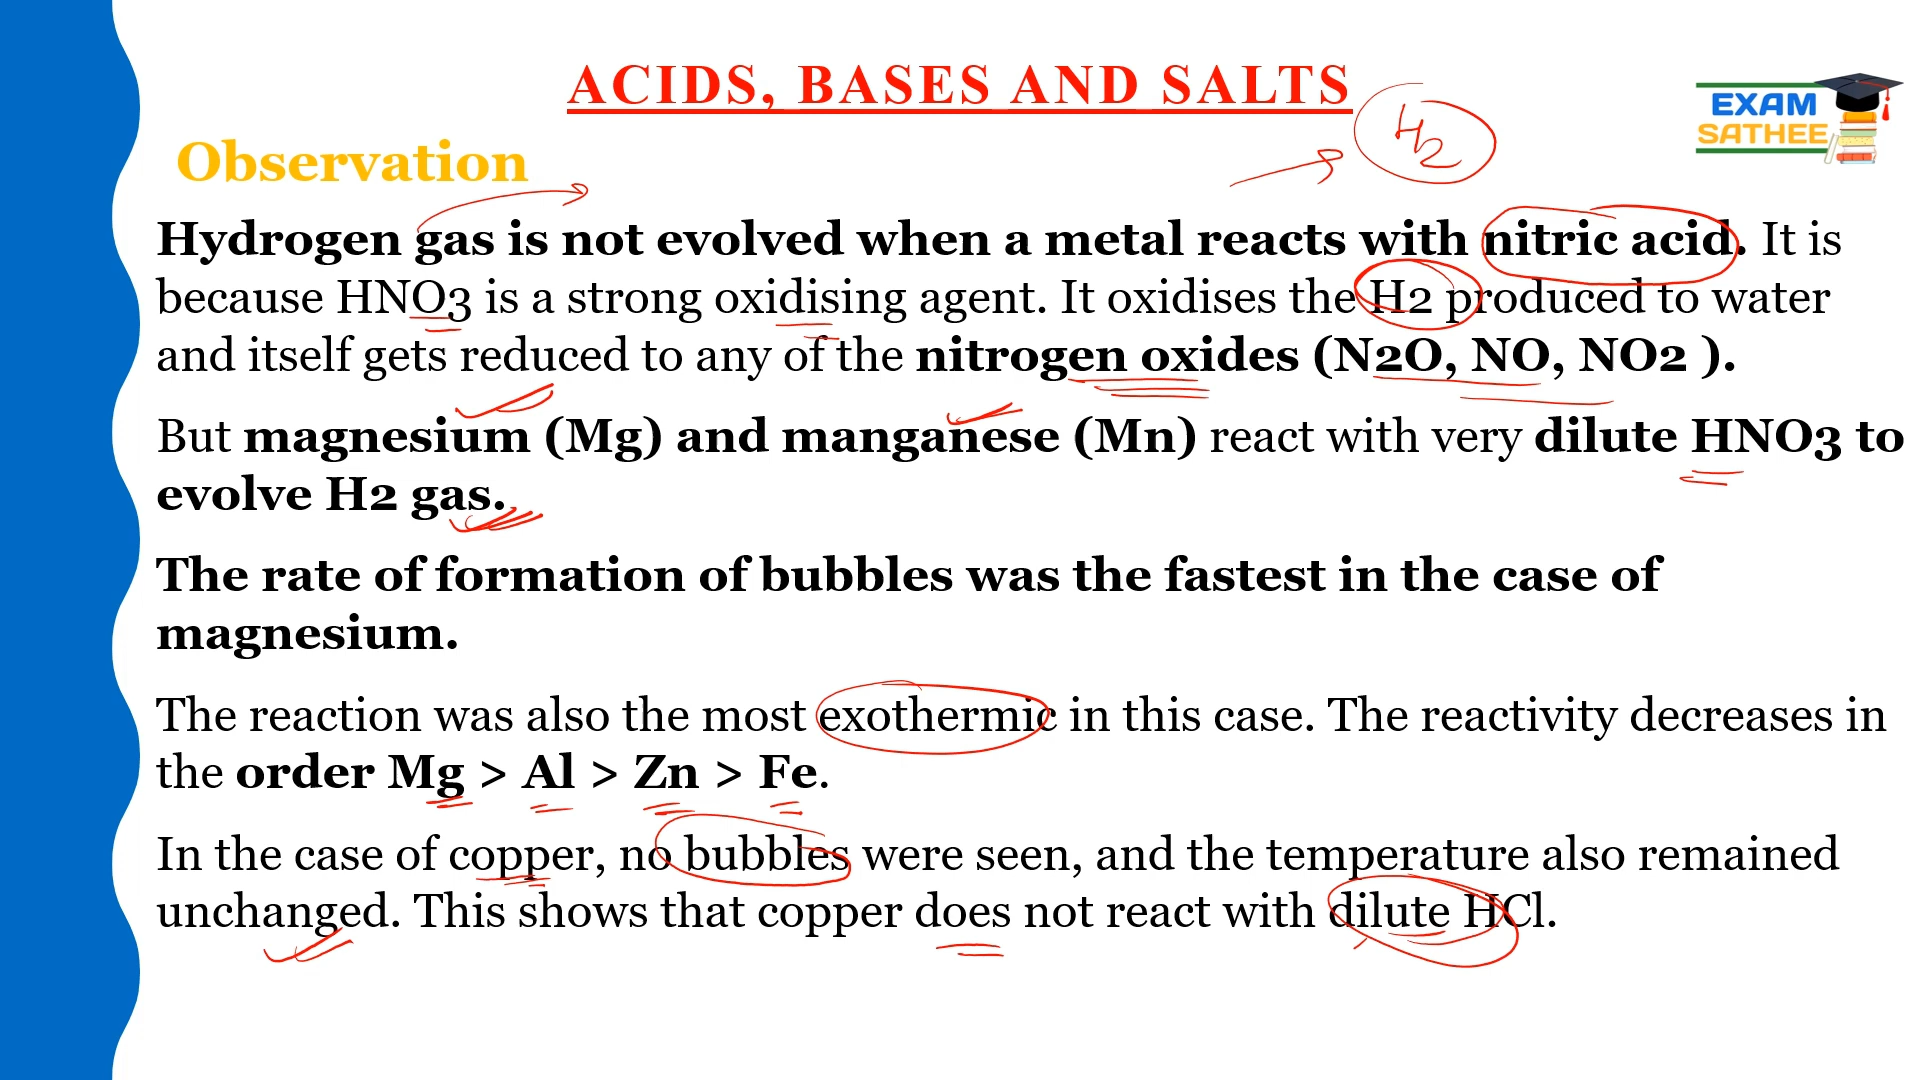 ACIDS, BASES AND SALTS
H2
EXAM
SATHEE
Observation
Hydrogen gas is not evolved when a metal reacts with nitric acid. It is
because HNO3 is a strong oxidising agent. It oxidises the H2 produced to water
and itself gets reduced to any of the nitrogen oxides (N2O, NO, NO2 ).
But magnesium (Mg) and manganese (Mn) react with very dilute HNO3 to
evolve H2 gas.
The rate of formation of bubbles was the fastest in the case of
magnesium.
The reaction was also the most exothermic in this case. The reactivity decreases in
the order Mg > Al > Zn > Fe.
In the case of copper, no bubbles were seen, and the temperature also remained
unchanged. This shows that copper does not react with dilute HCl.